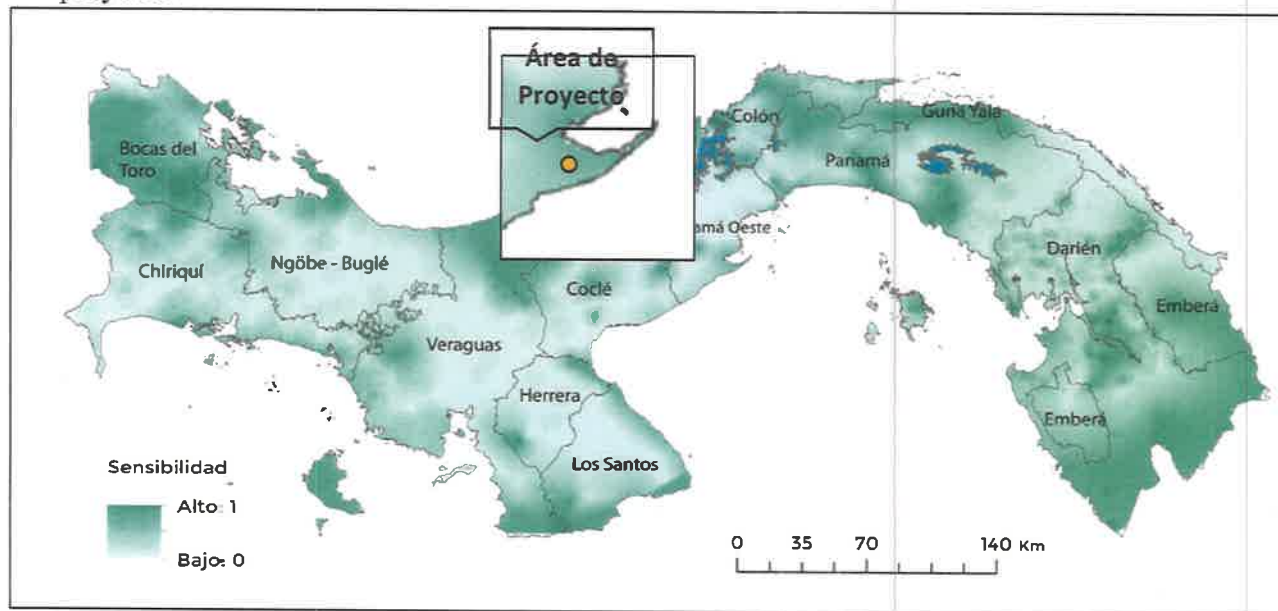 Área de
Proyecto
Colón
Guna Yala
Bocas del
Toro
Panamá
amá Oeste
Darién
Chiriquí
Ngöbe - Buglé
Coclé
Emberá
Veraguas
Herrera
Emberá
Los Santos
Sensibilidad
Alto: 1
Bajo: 0
0 35 70 140 Km